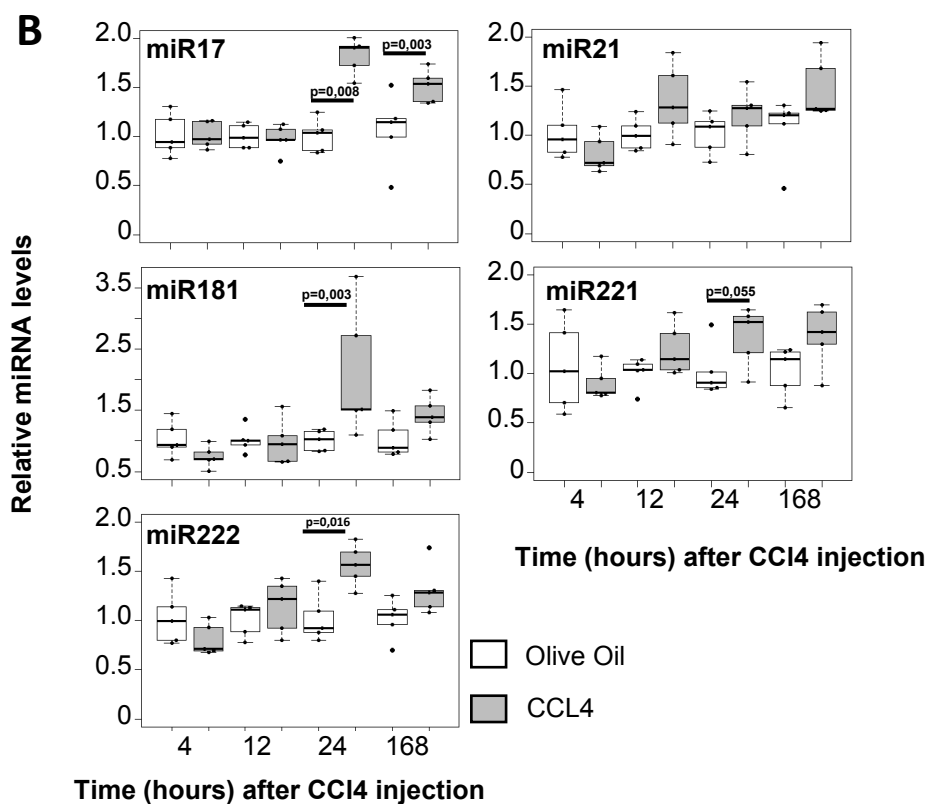 B
Relative miRNA levels
miR17
2.0
1.5
1.0
0.5
0
p=0,008
p=0,003
miR21
2.0
1.5
1.0
0.5
0
miR181
3.5
2.5
1.5
0.5
p=0,003
miR221
2.0
1.5
1.0
0.5
0
p=0,055
4 12 24 168
Time (hours) after CCl4 injection
miR222
2.0
1.5
1.0
0.5
0
p=0,016
4 12 24 168
Time (hours) after CCl4 injection
Olive Oil
CCL4